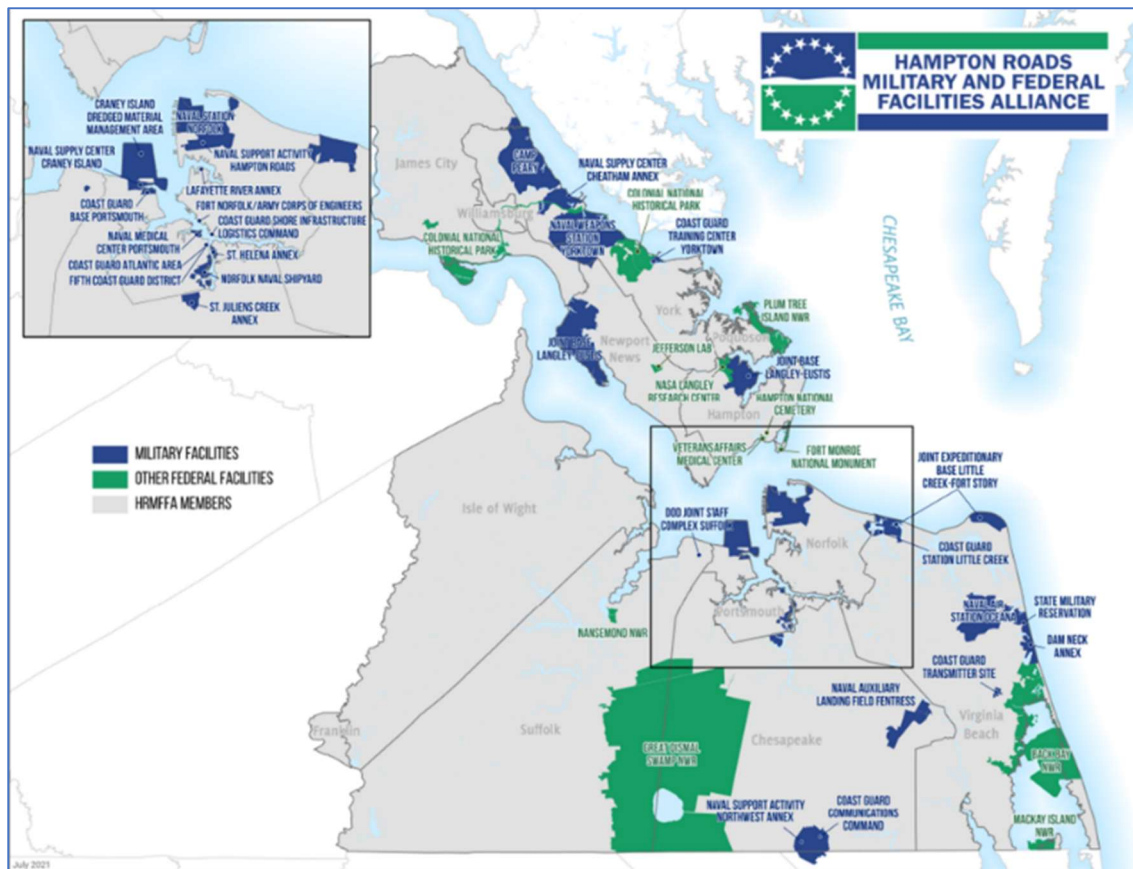 HAMPTON ROADS
MILITARY AND FEDERAL
FACILITIES ALLIANCE
CRANEY ISLAND
DREDGED MATERIAL
MANAGEMENT AREA
NAVAL STATION
NORFOLK
NAVAL SUPPLY CENTER
CRANEY ISLAND
NAVAL SUPPORT ACTIVITY
HAMPTON ROADS
LAFAYETTE RIVER ANNEX
COAST GUARD
BASE PORTSMOUTH
FORT NORFOLK/ARMY CORPS OF ENGINEERS
COAST GUARD SHORE INFRASTRUCTURE
LOGISTICS COMMAND
NAVAL MEDICAL
CENTER PORTSMOUTH
ST. HELENA ANNEX
COAST GUARD ATLANTIC AREA
FIFTH COAST GUARD DISTRICT
NORFOLK NAVAL SHIPYARD
ST. JULIENS CREEK
ANNEX
James City
CAMP
PEARY
NAVAL SUPPLY CENTER
CHEATHAM ANNEX
COLONIAL NATIONAL
HISTORICAL PARK
Williamsburg
COAST GUARD
TRAINING CENTER
YORKTOWN
NAVAL WEAPONS
STATION
YORKTOWN
COLONIAL NATIONAL
HISTORICAL PARK
CHESAPEAKE BAY
York
PLUM TREE
ISLAND NWR
Poquoson
JOINT BASE
LANGLEY-EUSTIS
Newport
News
JEFFERSON LAB
JOINT BASE
LANGLEY-EUSTIS
NASA LANGLEY
RESEARCH CENTER
HAMPTON NATIONAL
CEMETERY
Hampton
VETERANS AFFAIRS
MEDICAL CENTER
FORT MONROE
NATIONAL MONUMENT
MILITARY FACILITIES
OTHER FEDERAL FACILITIES
HRMFFA MEMBERS
Isle of Wight
DOD JOINT STAFF
COMPLEX SUFFOLK
JOINT EXPEDITIONARY
BASE LITTLE
CREEK-FORT STORY
Norfolk
COAST GUARD
STATION LITTLE CREEK
Portsmouth
NANSEMOND NWR
NAVAL AIR
STATION OCEANA
STATE MILITARY
RESERVATION
DAM NECK
ANNEX
COAST GUARD
TRANSMITTER SITE
NAVAL AUXILIARY
LANDING FIELD FENTRESS
Virginia
Beach
Franklin
Suffolk
GREAT DISMAL
SWAMP NWR
Chesapeake
BACK BAY
NWR
NAVAL SUPPORT ACTIVITY
NORTHWEST ANNEX
COAST GUARD
COMMUNICATIONS
COMMAND
MACKAY ISLAND
NWR
July 2021